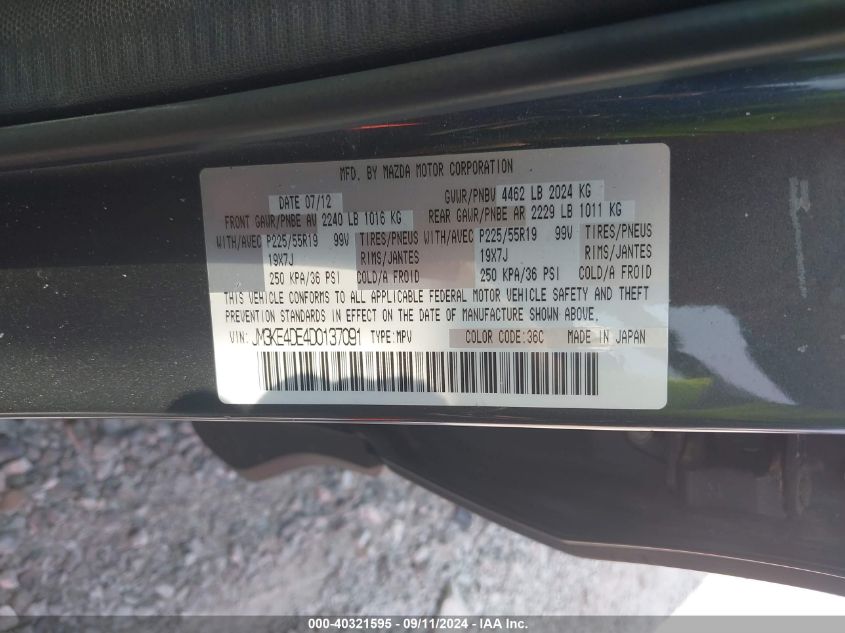 MFD. BY MAZDA MOTOR CORPORATION
DATE 07/12 GVWR/PNBV 4462 LB 2024 KG
FRONT GAWR/PNBE AV 2240 LB 1016 KG REAR GAWR/PNBE AR 2229 LB 1011 KG
WITH/AVEC P225/55R19 99V TIRES/PNEUS WITH/AVEC P225/55R19 99V TIRES/PNEUS
19X7J RIMS/JANTES 19X7J RIMS/JANTES
250 KPA/36 PSI COLD/A FROID 250 KPA/36 PSI COLD/A FROID
THIS VEHICLE CONFORMS TO ALL APPLICABLE FEDERAL MOTOR VEHICLE SAFETY AND THEFT
PREVENTION STANDARDS IN EFFECT ON THE DATE OF MANUFACTURE SHOWN ABOVE.
VIN: JM3KE4DE4D0137091 TYPE:MPV COLOR CODE:36C MADE IN JAPAN
000-40321595 - 09/11/2024 - IAA Inc.